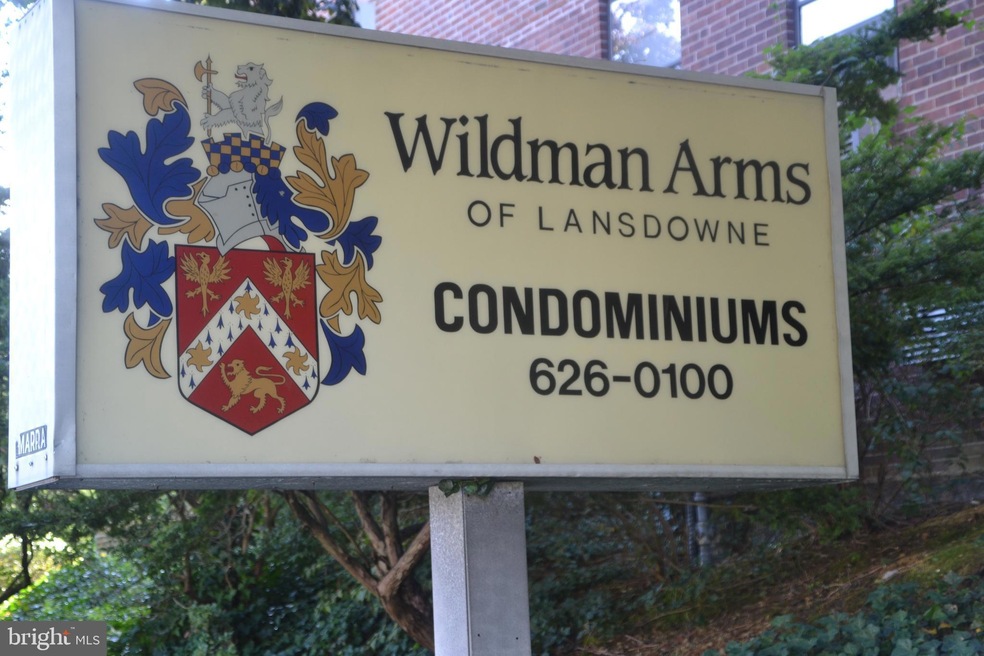 Wildman Arms
OF LANSDOWNE
CONDOMINIUMS
626-0100
MARRA
bright MLS